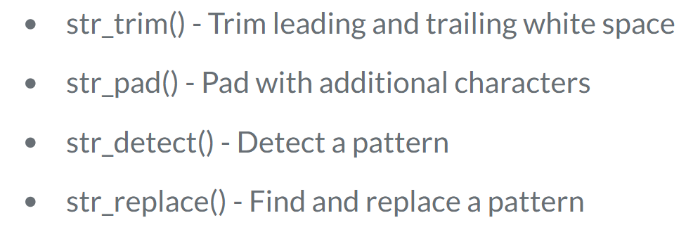 • str_trim() - Trim leading and trailing white space
• str_pad() - Pad with additional characters
• str_detect() - Detect a pattern
• str_replace() - Find and replace a pattern